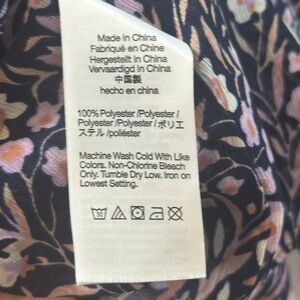 Made in China
Fabriqué en Chine
Hergestellt in China
Vervaardigd in China
中国製
hecho en china
100% Polyester /Polyester /
Polyester /Polyester / ポリエ
ステル /poliéster
Machine Wash Cold With Like
Colors. Non-Chlorine Bleach
Only. Tumble Dry Low. Iron on
Lowest Setting.